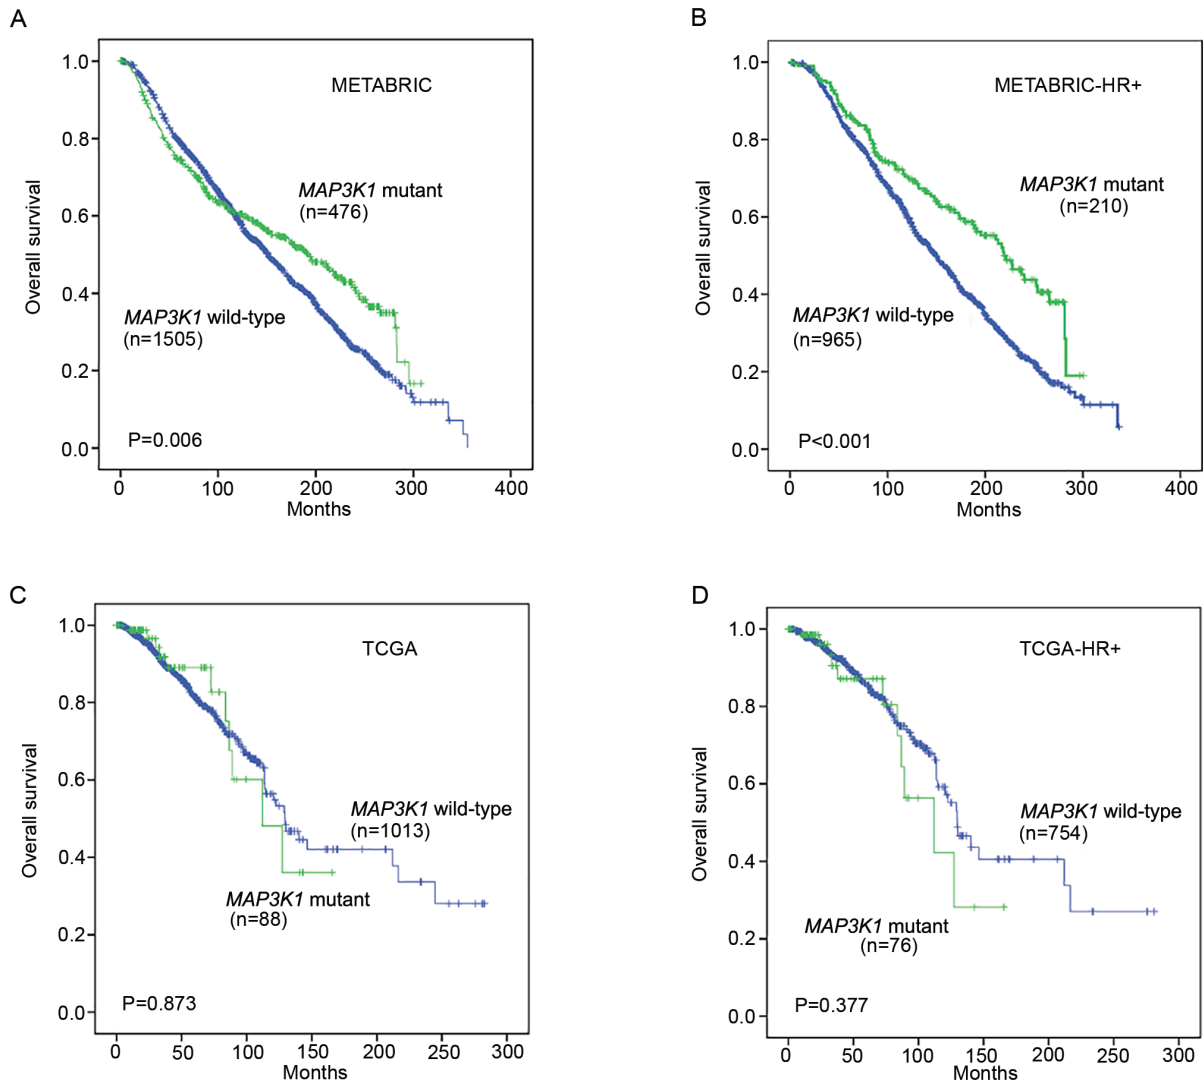 A
METABRIC
MAP3K1 mutant
(n=476)
MAP3K1 wild-type
(n=1505)
P=0.006
Overall survival
1.0
0.8
0.6
0.4
0.2
0.0
0 100 200 300 400
Months
B
METABRIC-HR+
MAP3K1 mutant
(n=210)
MAP3K1 wild-type
(n=965)
P<0.001
Overall survival
1.0
0.8
0.6
0.4
0.2
0.0
0 100 200 300 400
Months
C
TCGA
MAP3K1 wild-type
(n=1013)
MAP3K1 mutant
(n=88)
P=0.873
Overall survival
1.0
0.8
0.6
0.4
0.2
0.0
0 50 100 150 200 250 300
Months
D
TCGA-HR+
MAP3K1 wild-type
(n=754)
MAP3K1 mutant
(n=76)
P=0.377
Overall survival
1.0
0.8
0.6
0.4
0.2
0.0
0 50 100 150 200 250 300
Months